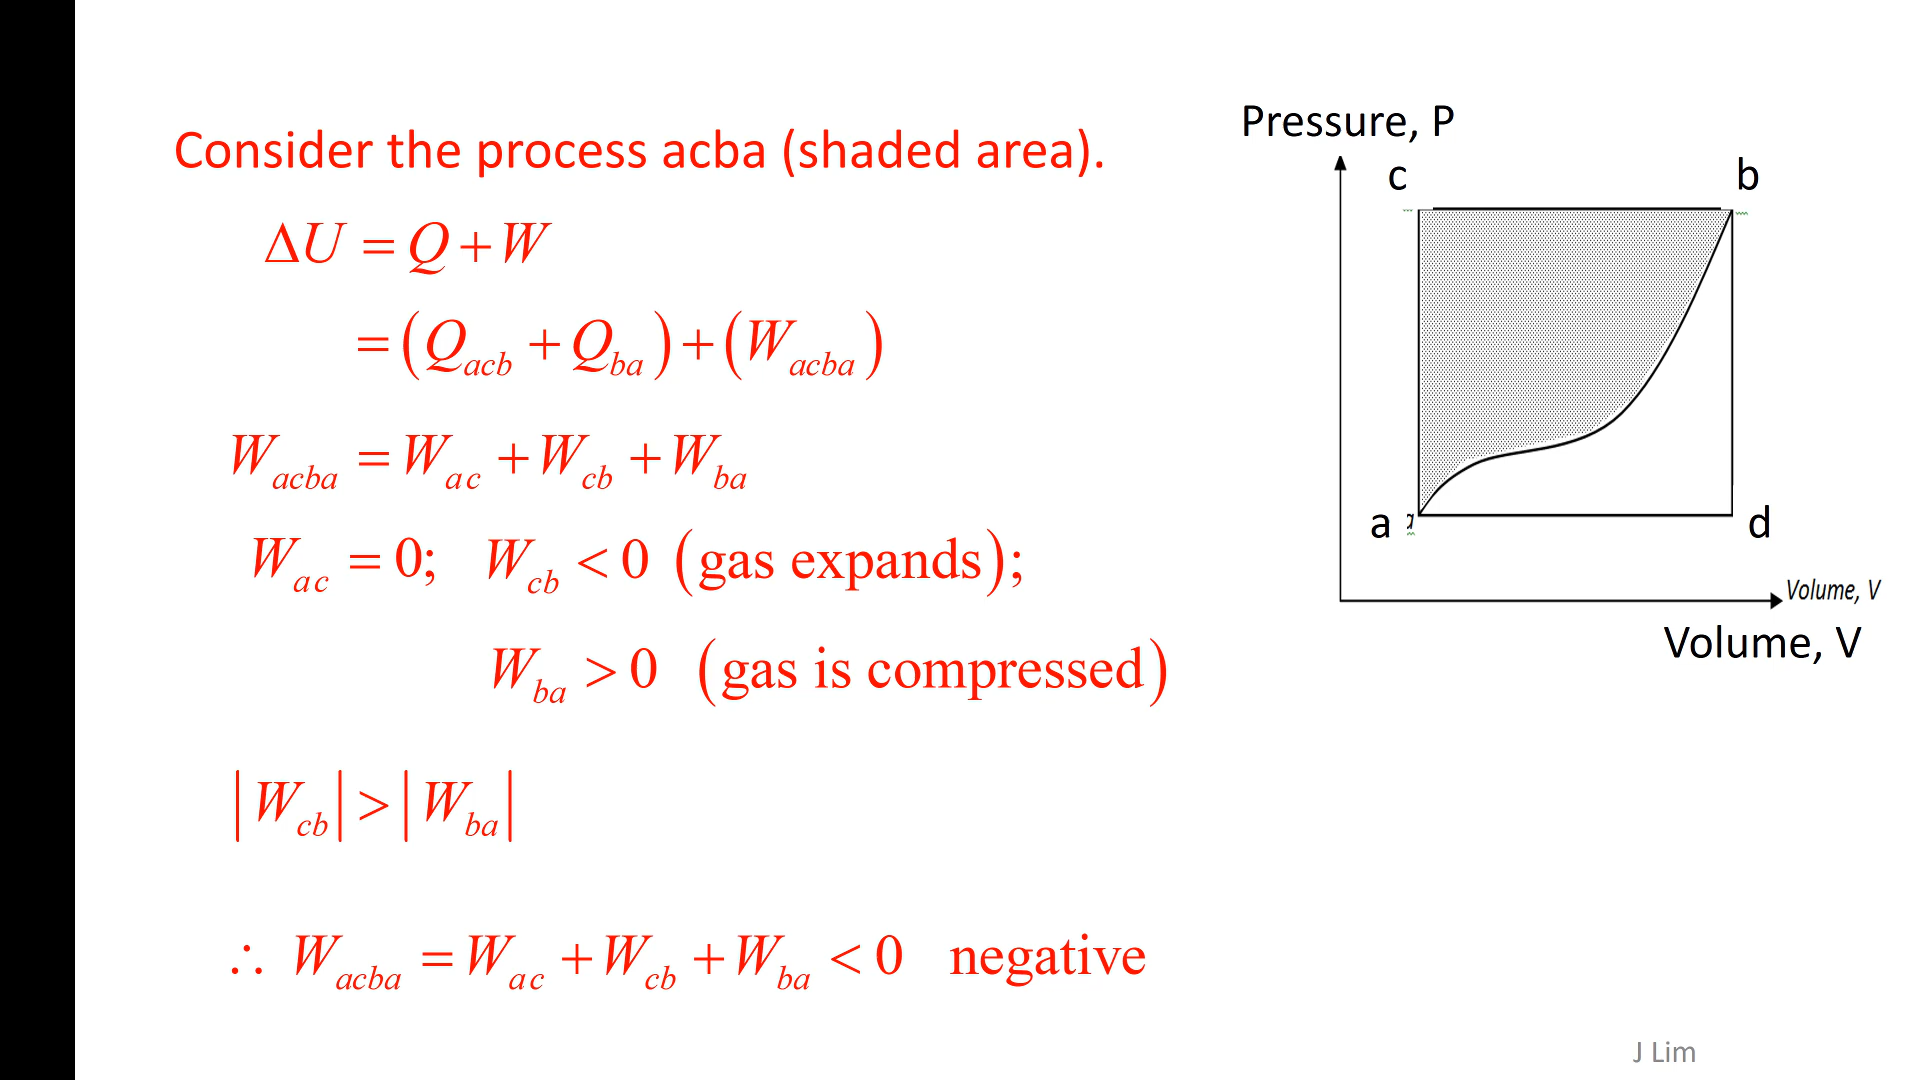 Consider the process acba (shaded area).
ΔU = Q + W
= (Q_acb + Q_ba) + (W_acba)
W_acba = W_ac + W_cb + W_ba
W_ac = 0; W_cb < 0 (gas expands);
W_ba > 0 (gas is compressed)
|W_cb| > |W_ba|
∴ W_acba = W_ac + W_cb + W_ba < 0 negative
Pressure, P
c
b
a
d
Volume, V
Volume, V
J Lim